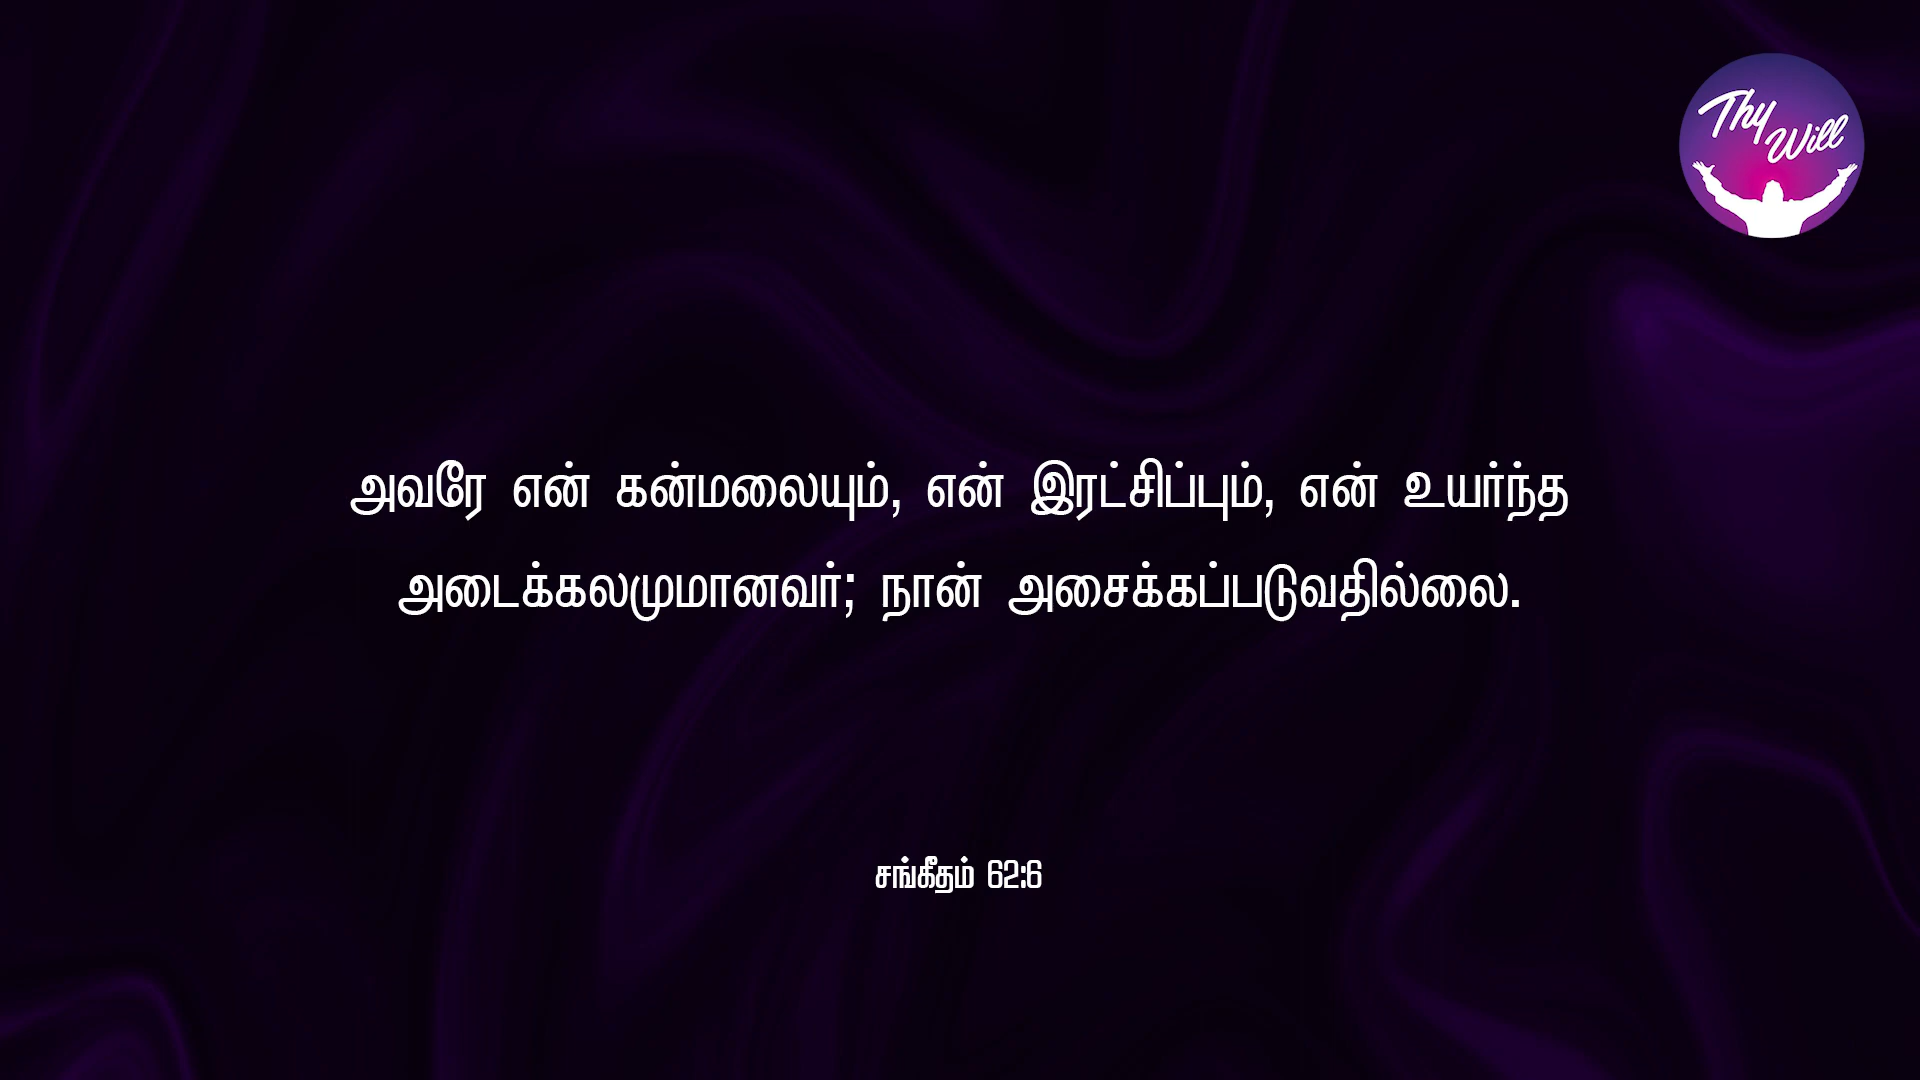 Thy
Will
அவரே என் கன்மலையும், என் இரட்சிப்பும், என் உயர்ந்த
அடைக்கலமுமானவர்; நான் அசைக்கப்படுவதில்லை.
சங்கீதம் 62:6